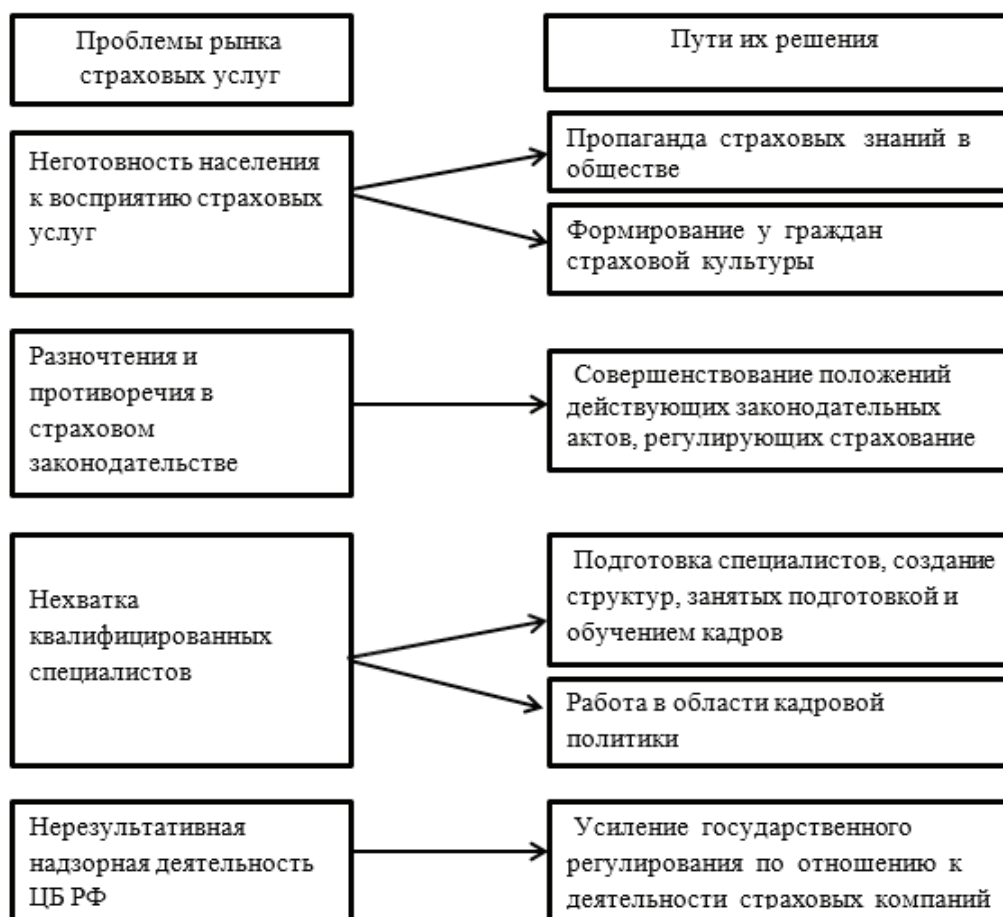 Проблемы рынка
страховых услуг
Пути их решения
Неготовность населения
к восприятию страховых
услуг
Пропаганда страховых знаний в
обществе
Формирование у граждан
страховой культуры
Разночтения и
противоречия в
страховом
законодательстве
Совершенствование положений
действующих законодательных
актов, регулирующих страхование
Нехватка
квалифицированных
специалистов
Подготовка специалистов, создание
структур, занятых подготовкой и
обучением кадров
Работа в области кадровой
политики
Нерезультативная
надзорная деятельность
ЦБ РФ
Усиление государственного
регулирования по отношению к
деятельности страховых компаний